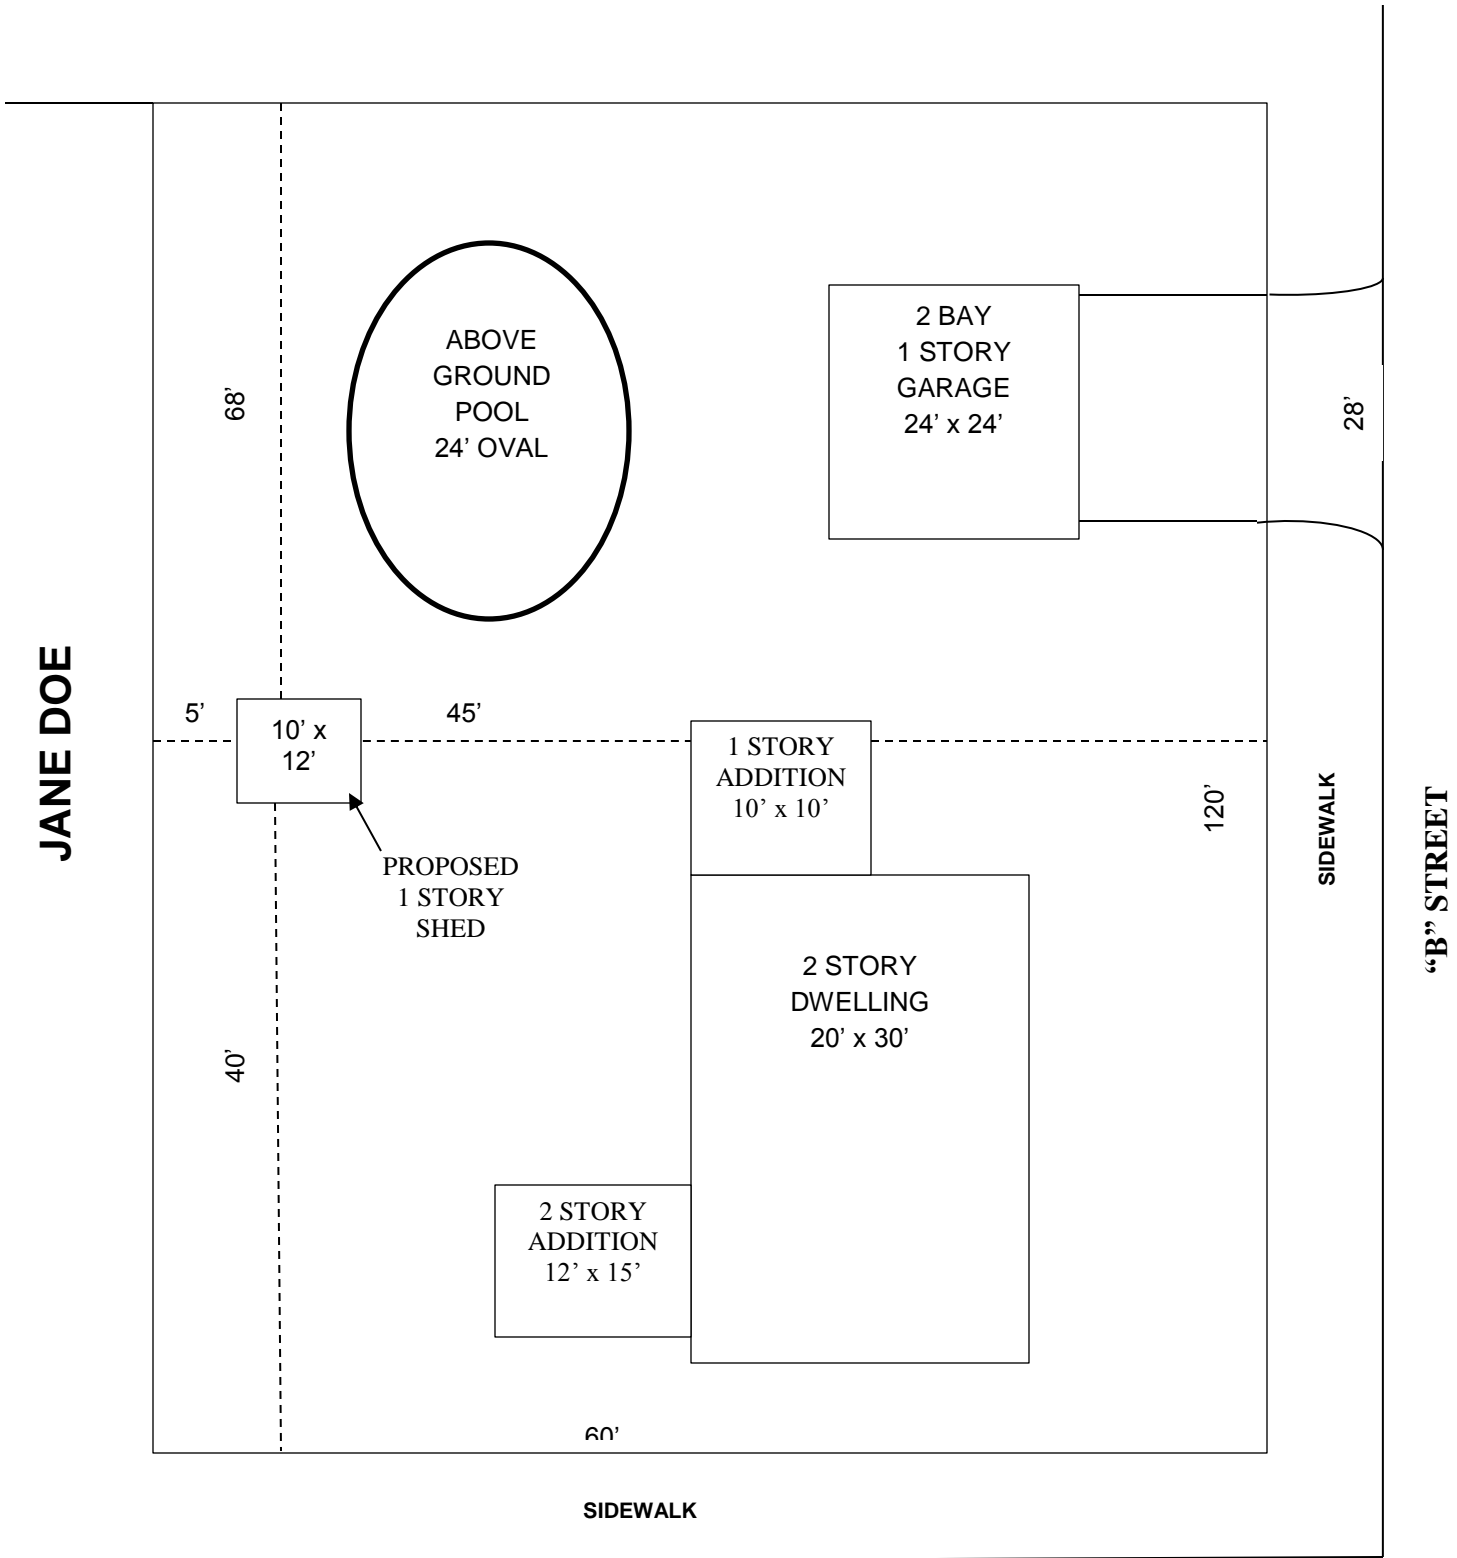 ABOVE
GROUND
POOL
24’ OVAL
2 BAY
1 STORY
GARAGE
24’ x 24’
68’
28’
JANE DOE
5’
10’ x
12’
45’
1 STORY
ADDITION
10’ x 10’
120’
SIDEWALK
“B” STREET
PROPOSED
1 STORY
SHED
2 STORY
DWELLING
20’ x 30’
40’
2 STORY
ADDITION
12’ x 15’
60’
SIDEWALK